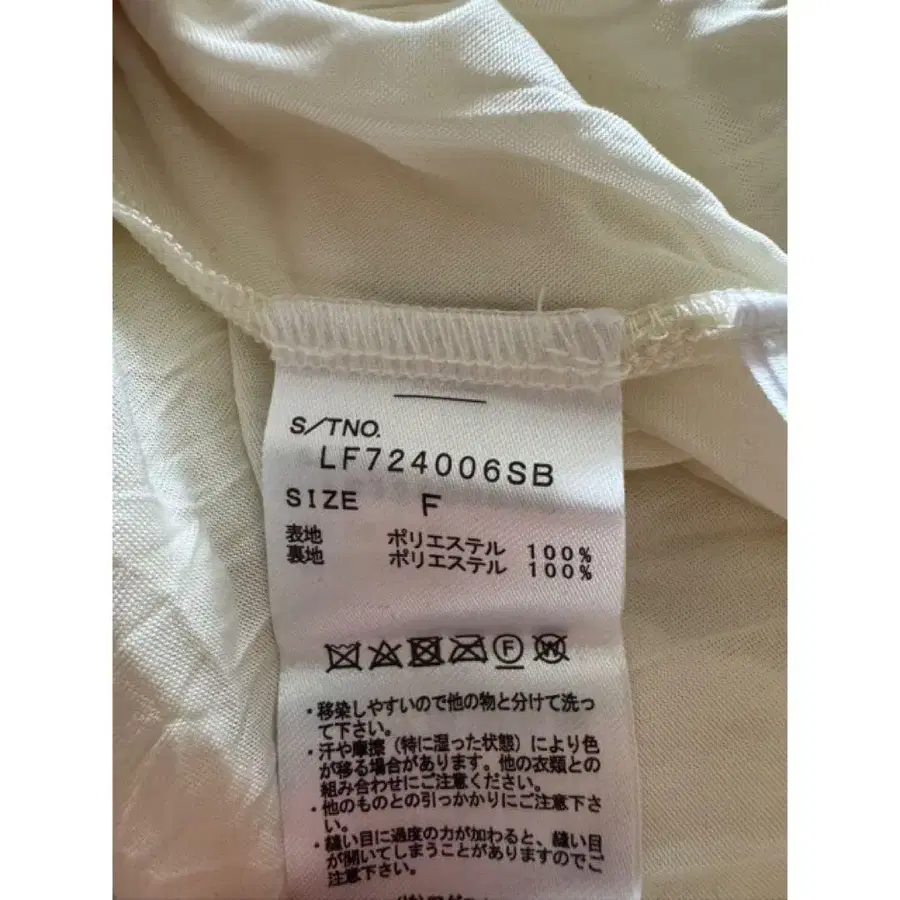 S/TNO.
LF724006SB
SIZE F
表地 ポリエステル 100%
裏地 ポリエステル 100%
F W
・移染しやすいので他の物と分けて洗っ
て下さい。
・汗や摩擦(特に湿った状態)により色
が移る場合があります。他の衣類との
組み合わせにご注意ください。
・他のものとの引っかかりにご注意下さ
い。
・縫い目に過度の力が加わると、縫い目
が開いてしまうことがありますのでご
注意下さい。